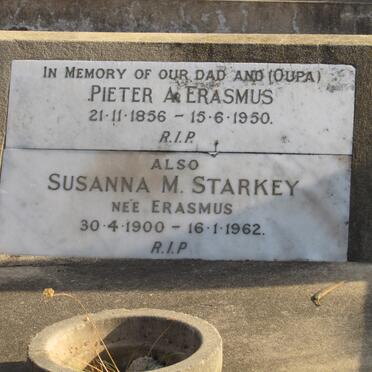 IN MEMORY OF OUR DAD AND (OUPA)
PIETER A. ERASMUS
21·11·1856 – 15·6·1950.
R.I.P.
ALSO
SUSANNA M. STARKEY
NÉE ERASMUS
30·4·1900 – 16·1·1962.
R.I.P